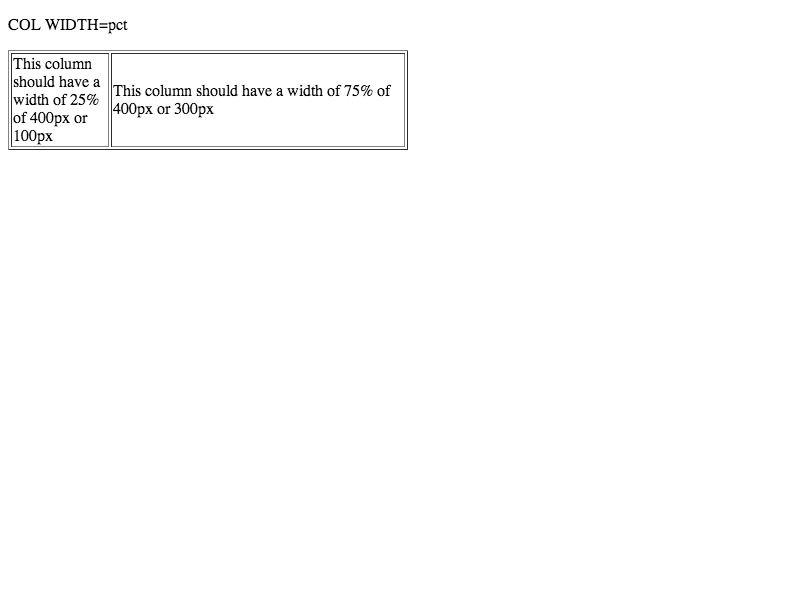 COL WIDTH=pct
This column
should have a
width of 25%
of 400px or
100px
This column should have a width of 75% of
400px or 300px